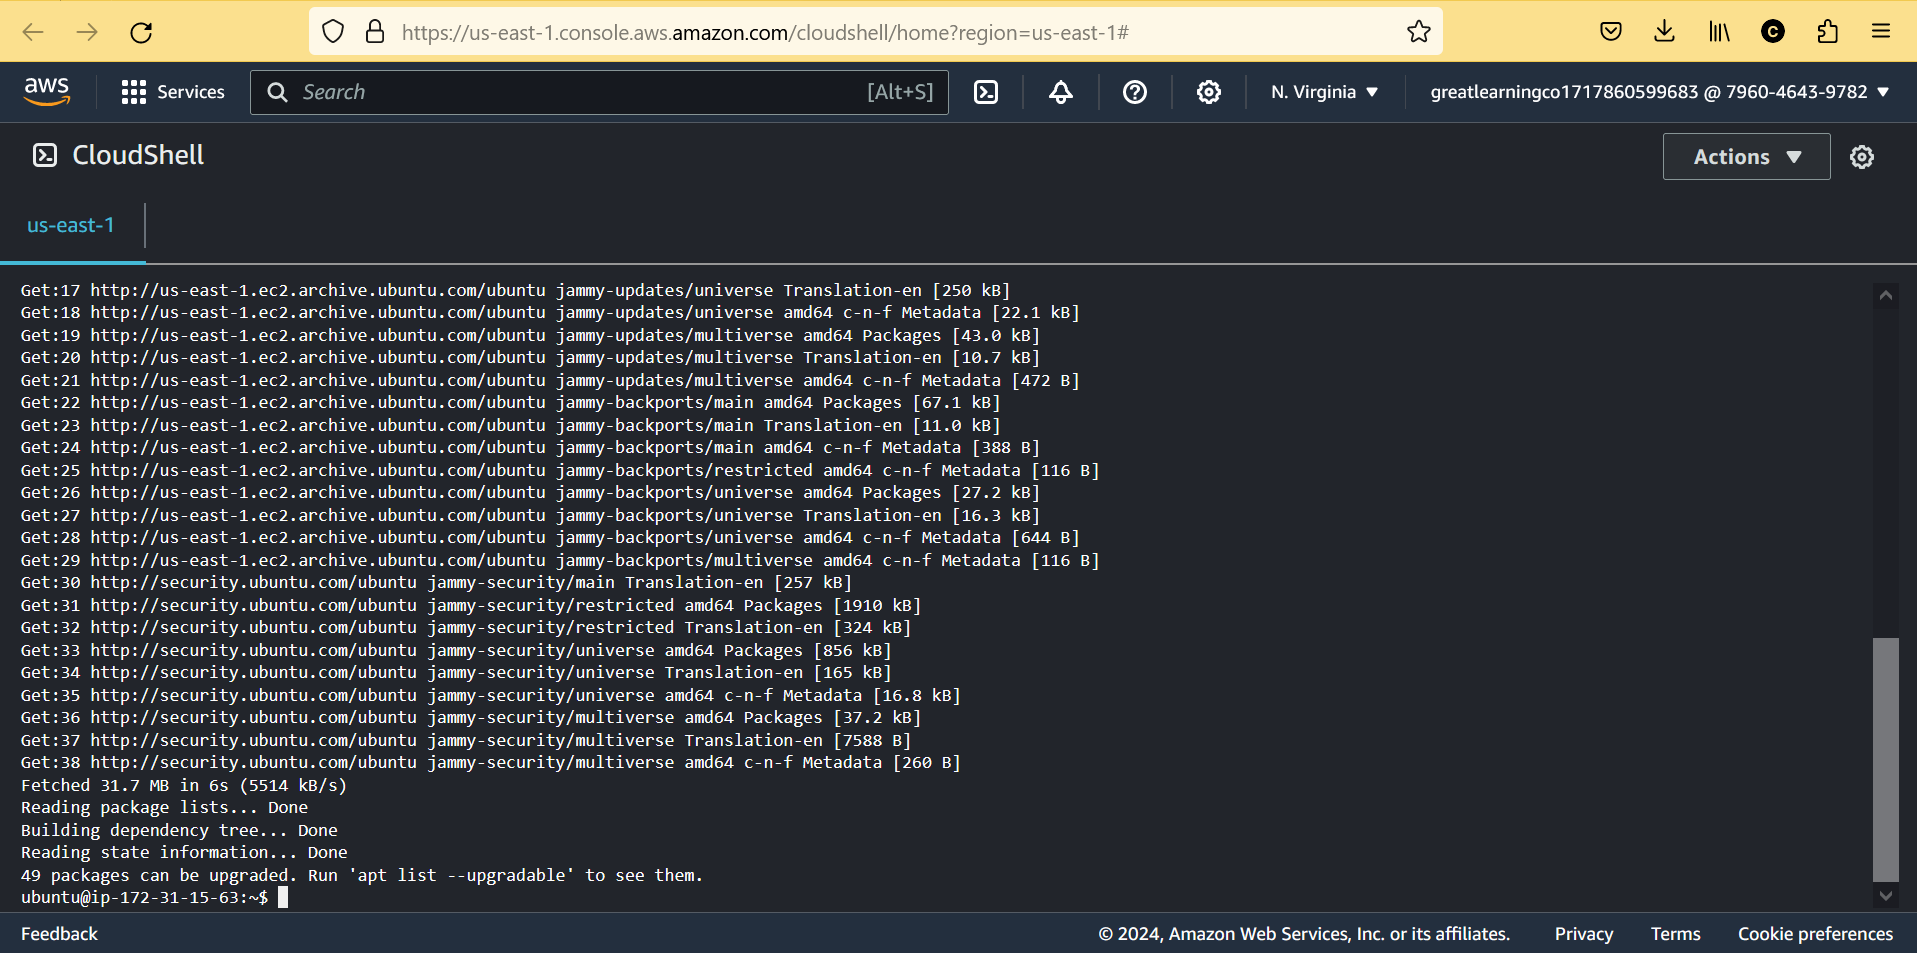 https://us-east-1.console.aws.amazon.com/cloudshell/home?region=us-east-1#
C
aws
Services
Search
[Alt+S]
N. Virginia
greatlearningco1717860599683 @ 7960-4643-9782
CloudShell
Actions
us-east-1
Get:17 http://us-east-1.ec2.archive.ubuntu.com/ubuntu jammy-updates/universe Translation-en [250 kB]
Get:18 http://us-east-1.ec2.archive.ubuntu.com/ubuntu jammy-updates/universe amd64 c-n-f Metadata [22.1 kB]
Get:19 http://us-east-1.ec2.archive.ubuntu.com/ubuntu jammy-updates/multiverse amd64 Packages [43.0 kB]
Get:20 http://us-east-1.ec2.archive.ubuntu.com/ubuntu jammy-updates/multiverse Translation-en [10.7 kB]
Get:21 http://us-east-1.ec2.archive.ubuntu.com/ubuntu jammy-updates/multiverse amd64 c-n-f Metadata [472 B]
Get:22 http://us-east-1.ec2.archive.ubuntu.com/ubuntu jammy-backports/main amd64 Packages [67.1 kB]
Get:23 http://us-east-1.ec2.archive.ubuntu.com/ubuntu jammy-backports/main Translation-en [11.0 kB]
Get:24 http://us-east-1.ec2.archive.ubuntu.com/ubuntu jammy-backports/main amd64 c-n-f Metadata [388 B]
Get:25 http://us-east-1.ec2.archive.ubuntu.com/ubuntu jammy-backports/restricted amd64 c-n-f Metadata [116 B]
Get:26 http://us-east-1.ec2.archive.ubuntu.com/ubuntu jammy-backports/universe amd64 Packages [27.2 kB]
Get:27 http://us-east-1.ec2.archive.ubuntu.com/ubuntu jammy-backports/universe Translation-en [16.3 kB]
Get:28 http://us-east-1.ec2.archive.ubuntu.com/ubuntu jammy-backports/universe amd64 c-n-f Metadata [644 B]
Get:29 http://us-east-1.ec2.archive.ubuntu.com/ubuntu jammy-backports/multiverse amd64 c-n-f Metadata [116 B]
Get:30 http://security.ubuntu.com/ubuntu jammy-security/main Translation-en [257 kB]
Get:31 http://security.ubuntu.com/ubuntu jammy-security/restricted amd64 Packages [1910 kB]
Get:32 http://security.ubuntu.com/ubuntu jammy-security/restricted Translation-en [324 kB]
Get:33 http://security.ubuntu.com/ubuntu jammy-security/universe amd64 Packages [856 kB]
Get:34 http://security.ubuntu.com/ubuntu jammy-security/universe Translation-en [165 kB]
Get:35 http://security.ubuntu.com/ubuntu jammy-security/universe amd64 c-n-f Metadata [16.8 kB]
Get:36 http://security.ubuntu.com/ubuntu jammy-security/multiverse amd64 Packages [37.2 kB]
Get:37 http://security.ubuntu.com/ubuntu jammy-security/multiverse Translation-en [7588 B]
Get:38 http://security.ubuntu.com/ubuntu jammy-security/multiverse amd64 c-n-f Metadata [260 B]
Fetched 31.7 MB in 6s (5514 kB/s)
Reading package lists... Done
Building dependency tree... Done
Reading state information... Done
49 packages can be upgraded. Run 'apt list --upgradable' to see them.
ubuntu@ip-172-31-15-63:~$
Feedback
© 2024, Amazon Web Services, Inc. or its affiliates.
Privacy
Terms
Cookie preferences